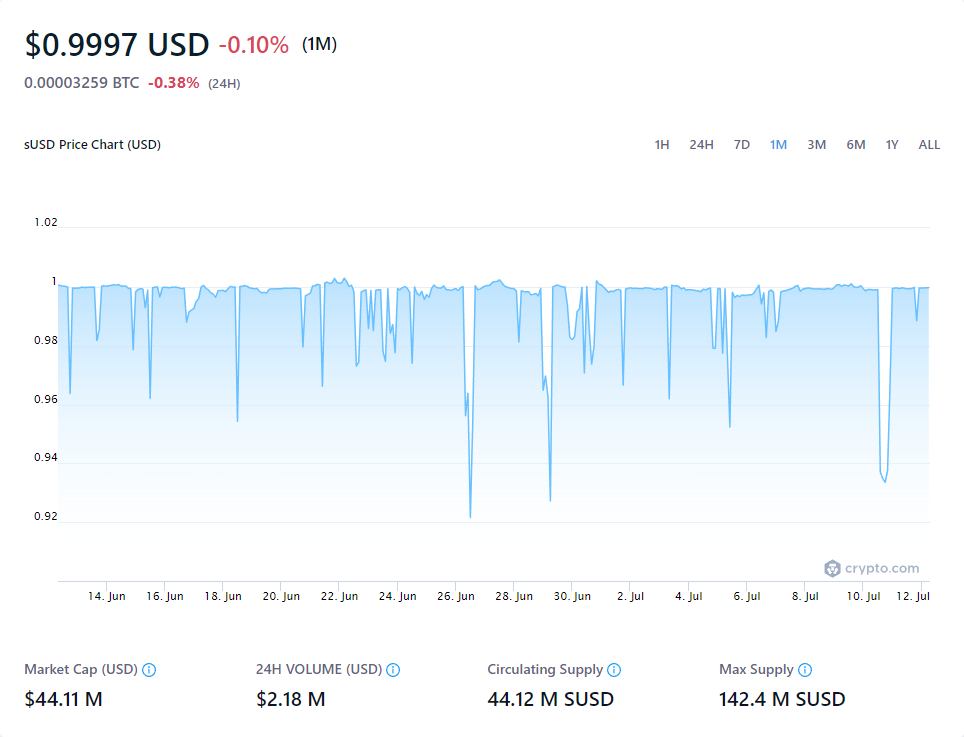 $0.9997 USD -0.10% (1M)
0.00003259 BTC -0.38% (24H)
sUSD Price Chart (USD) 1H 24H 7D 1M 3M 6M 1Y ALL
1.02
1
0.98
0.96
0.94
0.92
crypto.com
14. Jun 16. Jun 18. Jun 20. Jun 22. Jun 24. Jun 26. Jun 28. Jun 30. Jun 2. Jul 4. Jul 6. Jul 8. Jul 10. Jul 12. Jul
Market Cap (USD) 24H VOLUME (USD) Circulating Supply Max Supply
$44.11 M $2.18 M 44.12 M SUSD 142.4 M SUSD